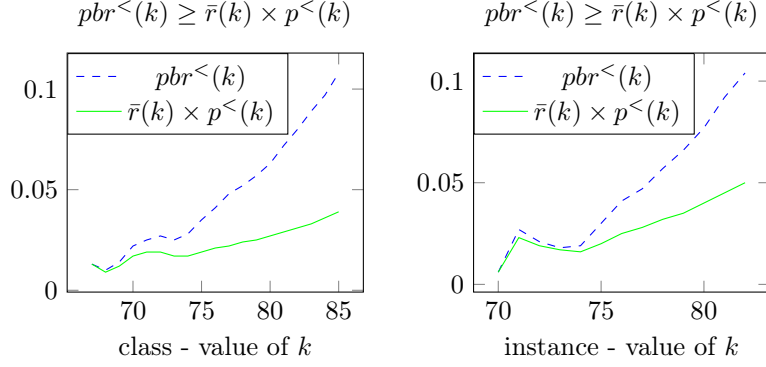 pbr^<(k) ≥ r̄(k) × p^<(k)
pbr^<(k)
r̄(k) × p^<(k)
0.1
0.05
0
70 75 80 85
class - value of k
pbr^<(k) ≥ r̄(k) × p^<(k)
pbr^<(k)
r̄(k) × p^<(k)
0.1
0.05
0
70 75 80
instance - value of k